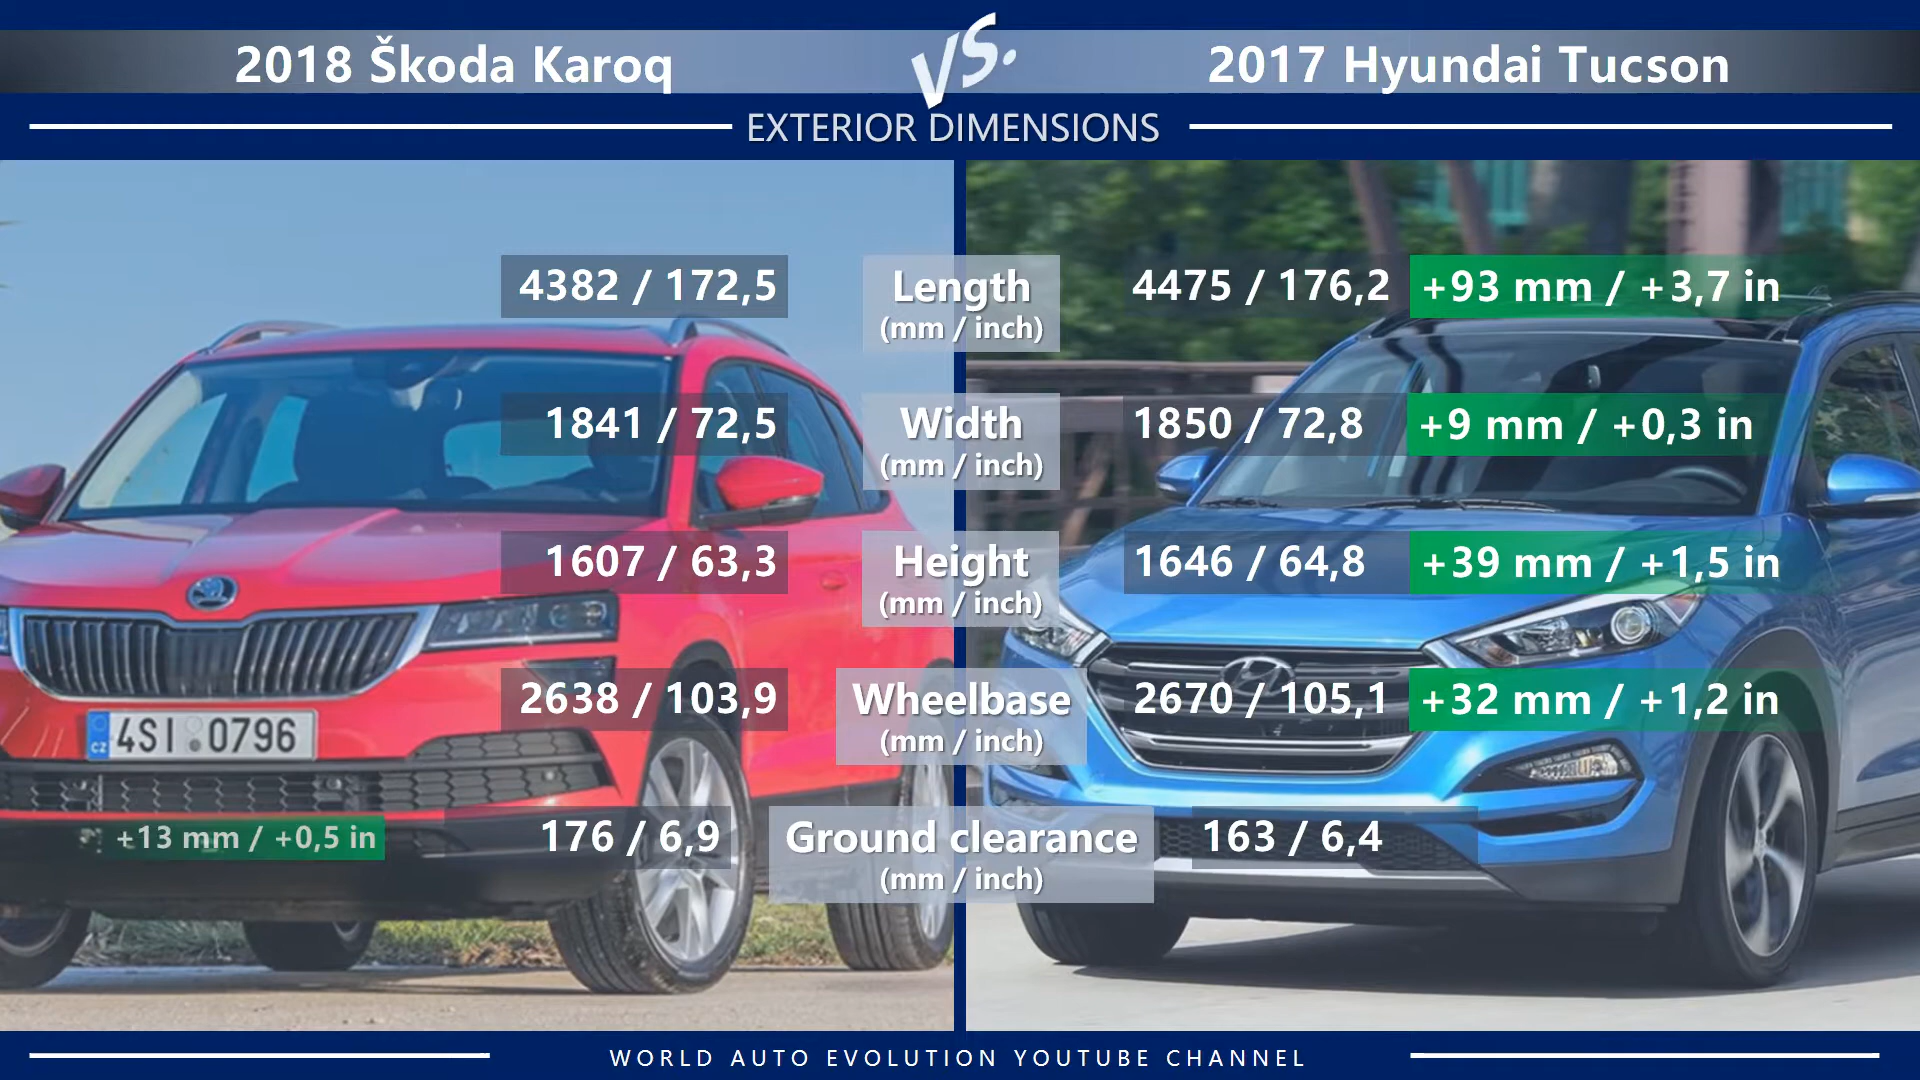 2018 Škoda Karoq
VS.
2017 Hyundai Tucson
EXTERIOR DIMENSIONS
4382 / 172,5
Length
(mm / inch)
4475 / 176,2
+93 mm / +3,7 in
1841 / 72,5
Width
(mm / inch)
1850 / 72,8
+9 mm / +0,3 in
1607 / 63,3
Height
(mm / inch)
1646 / 64,8
+39 mm / +1,5 in
2638 / 103,9
Wheelbase
(mm / inch)
2670 / 105,1
+32 mm / +1,2 in
CZ 4SI 0796
+13 mm / +0,5 in
176 / 6,9
Ground clearance
(mm / inch)
163 / 6,4
WORLD AUTO EVOLUTION YOUTUBE CHANNEL